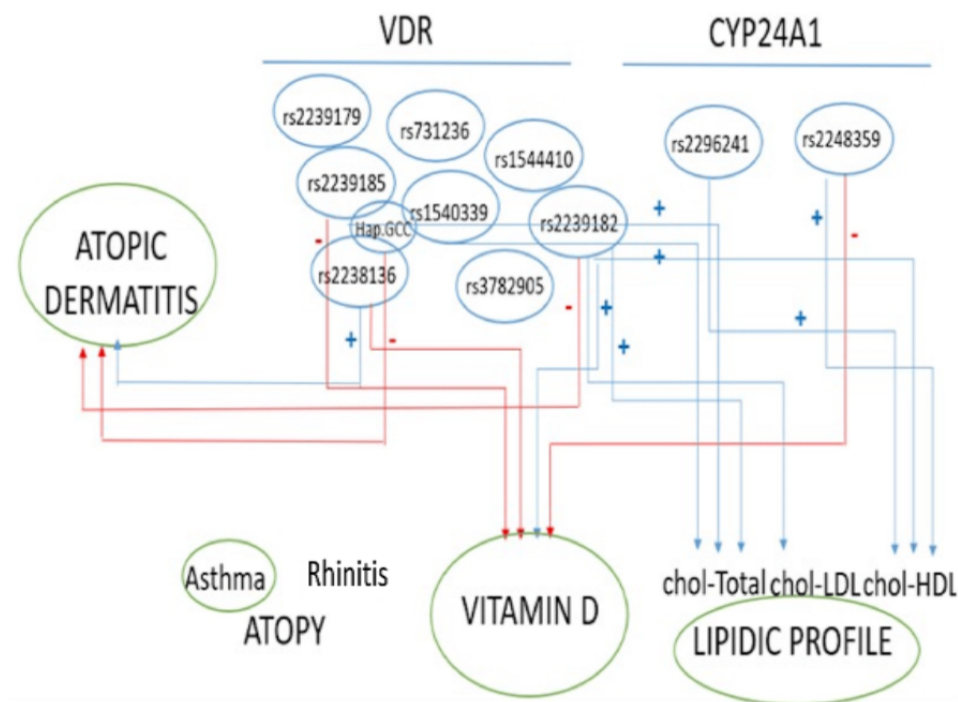 VDR
CYP24A1
rs2239179
rs731236
rs2296241
rs2248359
rs1544410
rs2239185
rs1540339
rs2239182
+
+
-
Hap.GCC
-
ATOPIC
DERMATITIS
rs2238136
rs3782905
+
-
+
+
+
-
+
Asthma
Rhinitis
ATOPY
chol-Total
chol-LDL
chol-HDL
VITAMIN D
LIPIDIC PROFILE